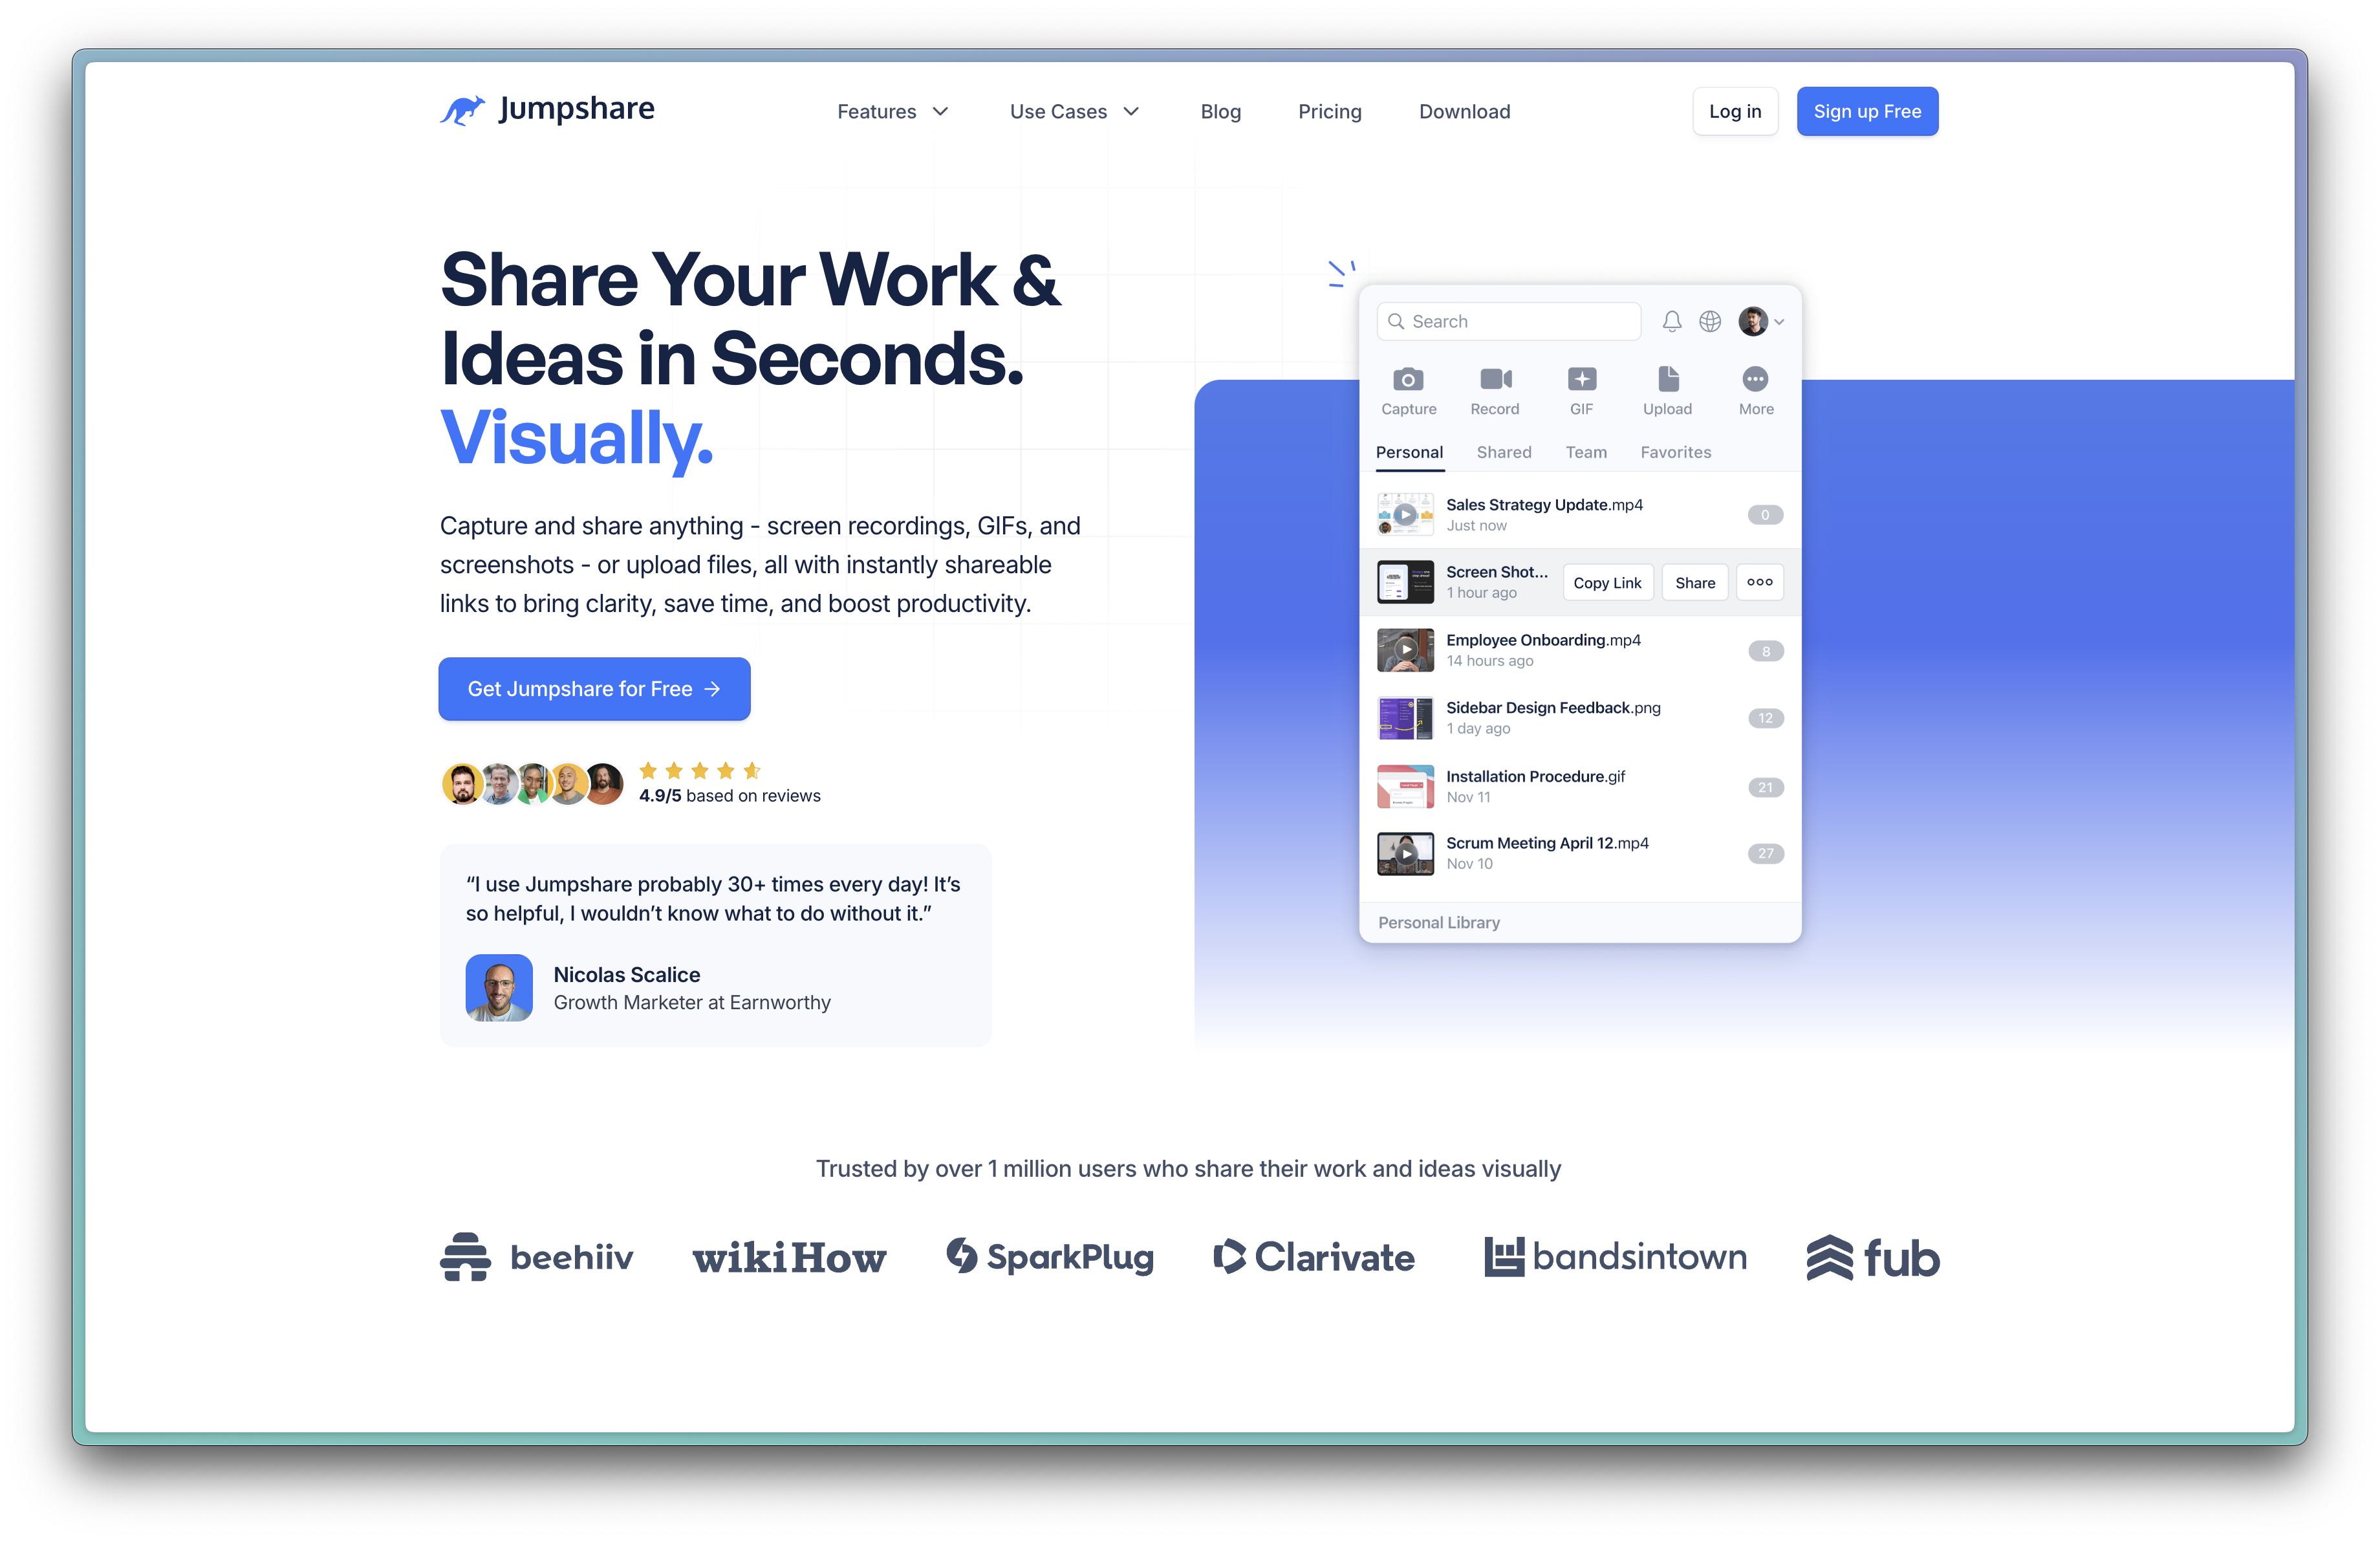 Jumpshare
Features
Use Cases
Blog
Pricing
Download
Log in
Sign up Free
Share Your Work &
Ideas in Seconds.
Visually.
Capture and share anything - screen recordings, GIFs, and
screenshots - or upload files, all with instantly shareable
links to bring clarity, save time, and boost productivity.
Get Jumpshare for Free →
4.9/5 based on reviews
“I use Jumpshare probably 30+ times every day! It’s
so helpful, I wouldn’t know what to do without it.”
Nicolas Scalice
Growth Marketer at Earnworthy
Search
Capture
Record
GIF
Upload
More
Personal
Shared
Team
Favorites
Sales Strategy Update.mp4
Just now
0
Screen Shot...
1 hour ago
Copy Link
Share
Employee Onboarding.mp4
14 hours ago
8
Sidebar Design Feedback.png
1 day ago
12
Installation Procedure.gif
Nov 11
21
Scrum Meeting April 12.mp4
Nov 10
27
Personal Library
Trusted by over 1 million users who share their work and ideas visually
beehiiv
wikiHow
SparkPlug
Clarivate
bandsintown
fub